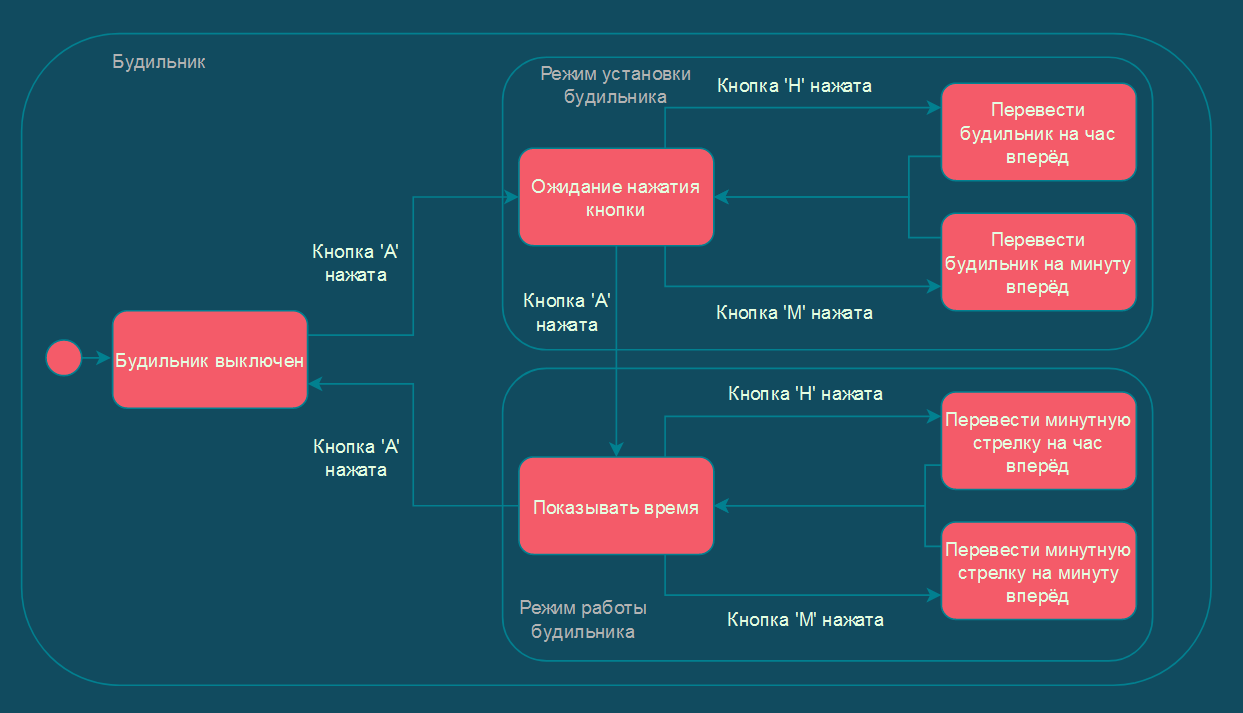 Будильник
Режим установки
будильника
Кнопка 'H' нажата
Перевести
будильник на час
вперёд
Ожидание нажатия
кнопки
Кнопка 'A'
нажата
Перевести
будильник на минуту
вперёд
Кнопка 'A'
нажата
Кнопка 'M' нажата
Будильник выключен
Кнопка 'H' нажата
Перевести минутную
стрелку на час
вперёд
Кнопка 'A'
нажата
Показывать время
Перевести минутную
стрелку на минуту
вперёд
Режим работы
будильника
Кнопка 'M' нажата